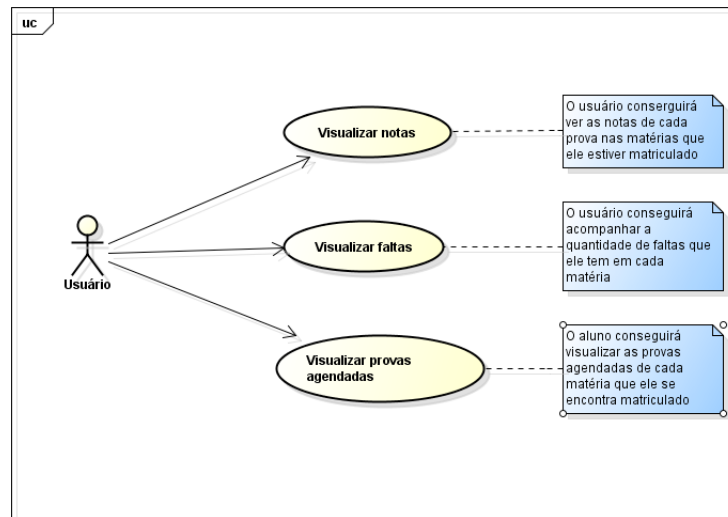 uc
Visualizar notas
O usuário conserguirá
ver as notas de cada
prova nas matérias que
ele estiver matriculado
Usuário
Visualizar faltas
O usuário conseguirá
acompanhar a
quantidade de faltas que
ele tem em cada
matéria
Visualizar provas
agendadas
O aluno conseguirá
visualizar as provas
agendadas de cada
matéria que ele se
encontra matriculado